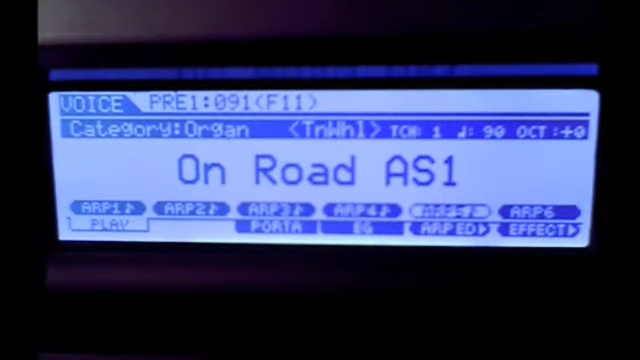 VOICE PRE1:091(F11)
Category:Organ <TnWhl> TCH: 1 ♩: 90 OCT:+0
On Road AS1
ARP1♪ ARP2♪ ARP3♪ ARP4♪ ARP5♪ ARP6
PLAY PORTA EG ARP ED▶ EFFECT▶